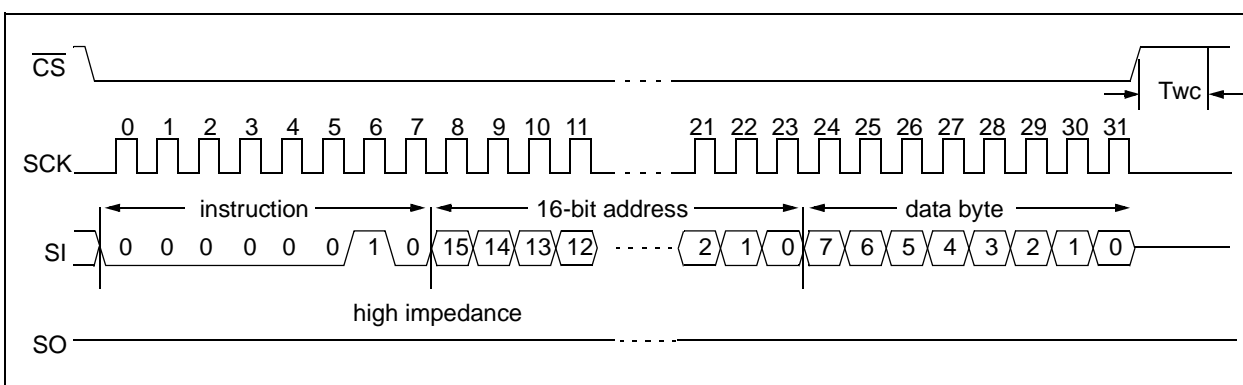 CS
Twc
0 1 2 3 4 5 6 7 8 9 10 11 21 22 23 24 25 26 27 28 29 30 31
SCK
instruction 16-bit address data byte
SI 0 0 0 0 0 0 1 0 15 14 13 12 2 1 0 7 6 5 4 3 2 1 0
high impedance
SO